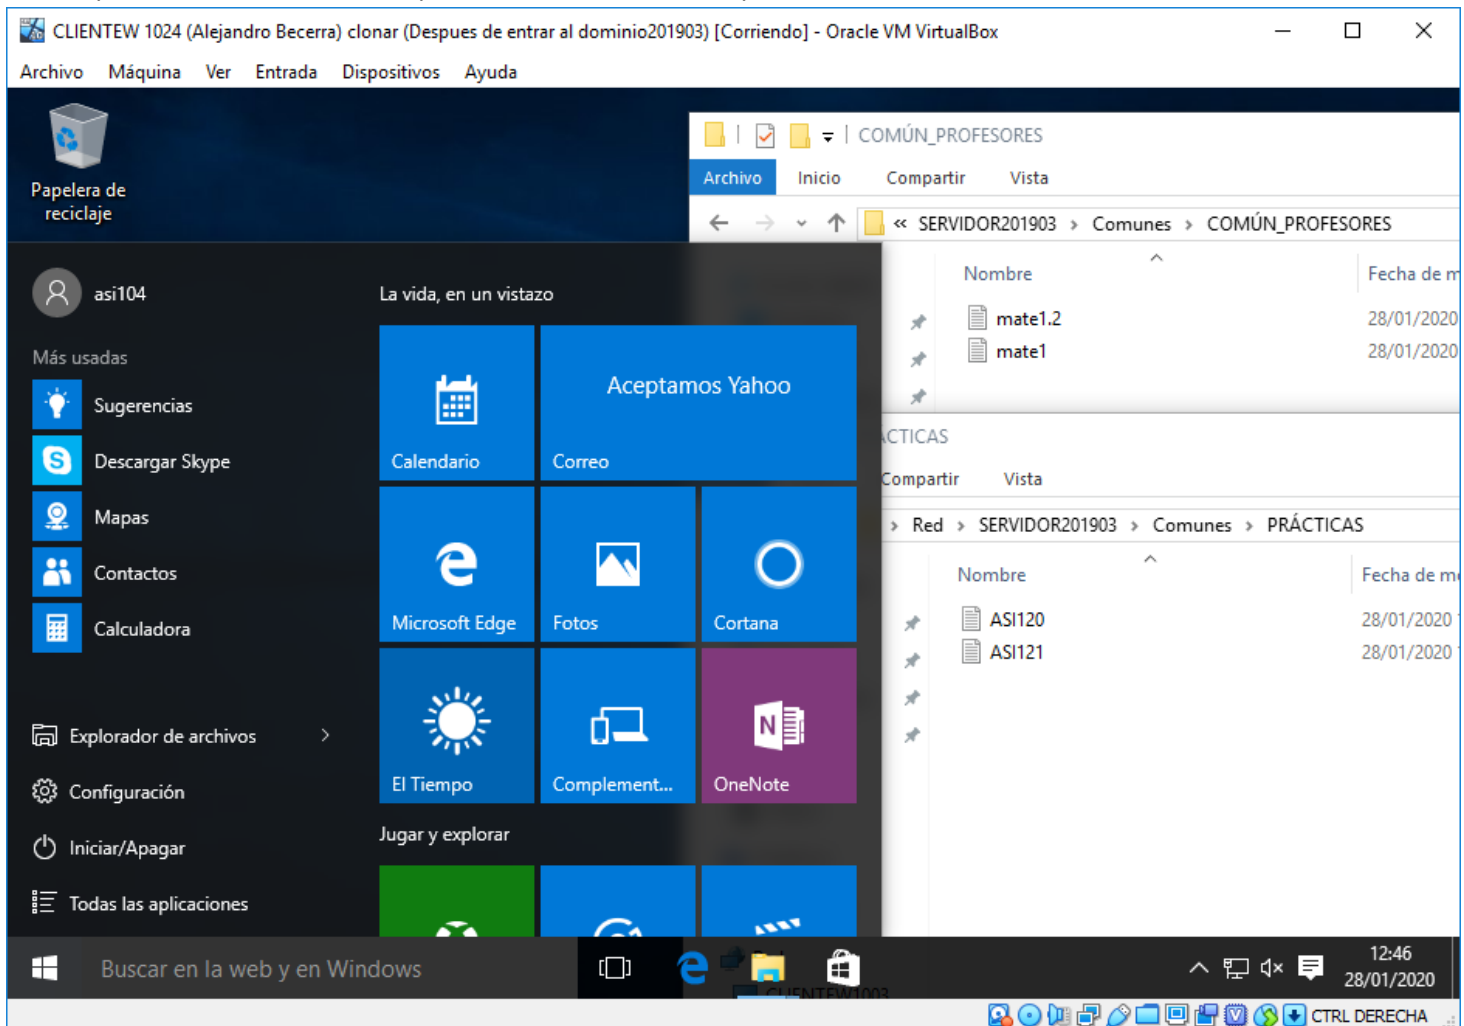 CLIENTEW 1024 (Alejandro Becerra) clonar (Despues de entrar al dominio201903) [Corriendo] - Oracle VM VirtualBox
Archivo Máquina Ver Entrada Dispositivos Ayuda
Papelera de
reciclaje
COMÚN_PROFESORES
Archivo Inicio Compartir Vista
« SERVIDOR201903 › Comunes › COMÚN_PROFESORES
Nombre Fecha de m
mate1.2 28/01/2020
mate1 28/01/2020
CTICAS
Compartir Vista
› Red › SERVIDOR201903 › Comunes › PRÁCTICAS
Nombre Fecha de m
ASI120 28/01/2020
ASI121 28/01/2020
asi104
Más usadas
Sugerencias
Descargar Skype
Mapas
Contactos
Calculadora
Explorador de archivos
Configuración
Iniciar/Apagar
Todas las aplicaciones
La vida, en un vistazo
Calendario
Aceptamos Yahoo
Correo
Microsoft Edge
Fotos
Cortana
El Tiempo
Complement...
OneNote
Jugar y explorar
Buscar en la web y en Windows
CLIENTEW1003
12:46
28/01/2020
CTRL DERECHA